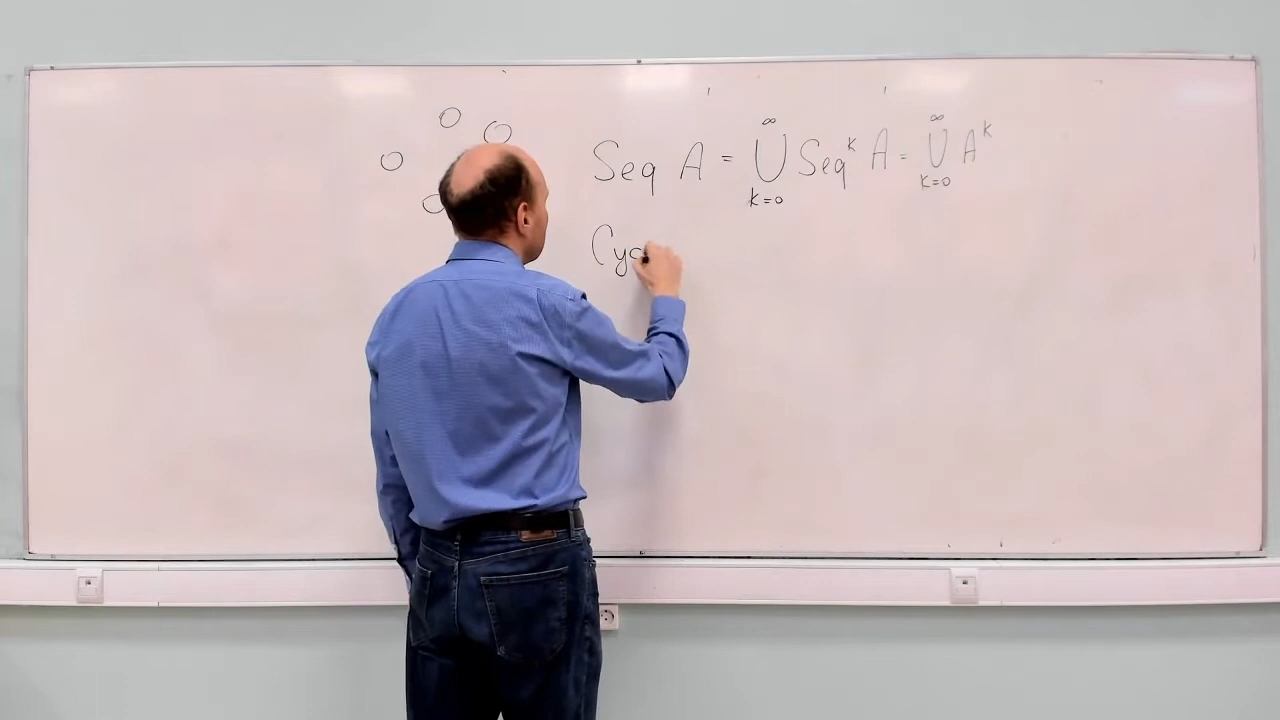 Seq A = ∞⋃k=0 Seq^k A = ∞⋃k=0 A^k
Cyc